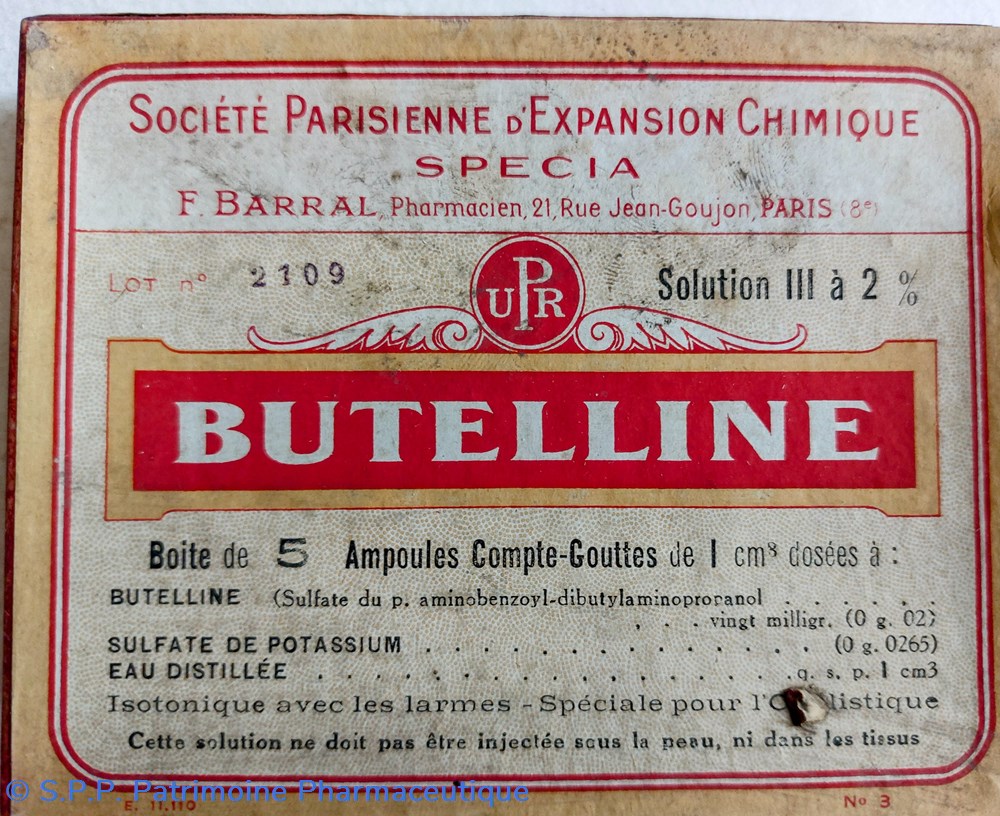 SOCIÉTÉ PARISIENNE D'EXPANSION CHIMIQUE
SPECIA
F. BARRAL, Pharmacien, 21, Rue Jean-Goujon, PARIS (8e)
LOT nº 2109
UPR
Solution III à 2 %
BUTELLINE
Boite de 5 Ampoules Compte-Gouttes de 1 cm³ dosées à :
BUTELLINE (Sulfate du p. aminobenzoyl-dibutylaminopropanol . . . . . .
. . . vingt milligr. (0 g. 02)
SULFATE DE POTASSIUM . . . . . . . . . . . . . (0 g. 0265)
EAU DISTILLÉE . . . . . . . . . . . . . . . . q. s. p. 1 cm3
Isotonique avec les larmes - Spéciale pour
Cette solution ne doit pas être injectée sous la peau, ni dans les tissus
© S.P.P. Patrimoine Pharmaceutique
E. 11.110
No 3